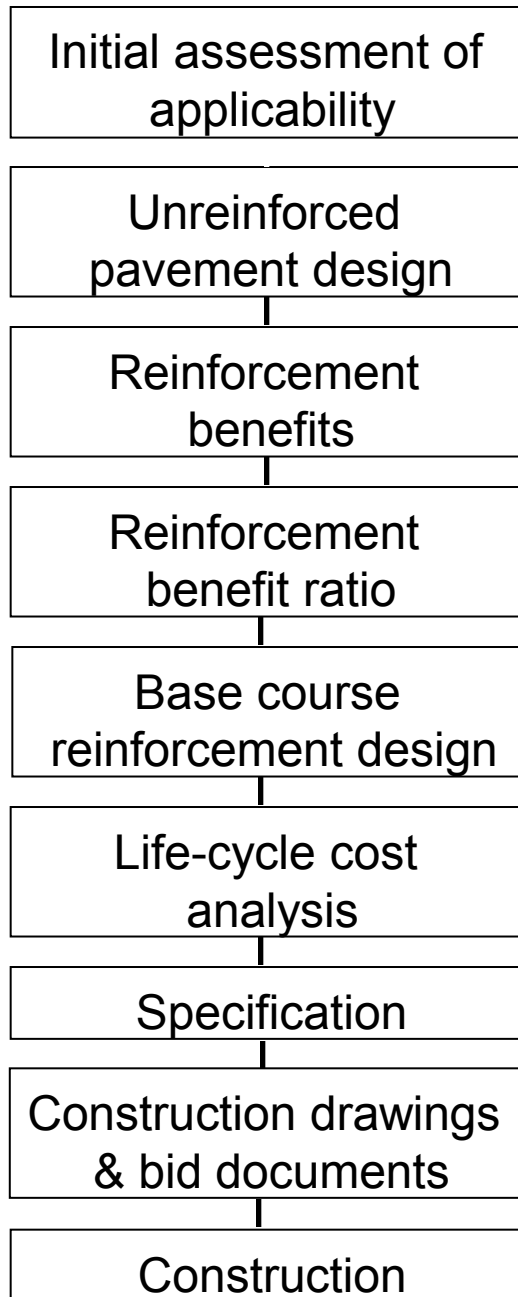 Initial assessment of
applicability
Unreinforced
pavement design
Reinforcement
benefits
Reinforcement
benefit ratio
Base course
reinforcement design
Life-cycle cost
analysis
Specification
Construction drawings
& bid documents
Construction